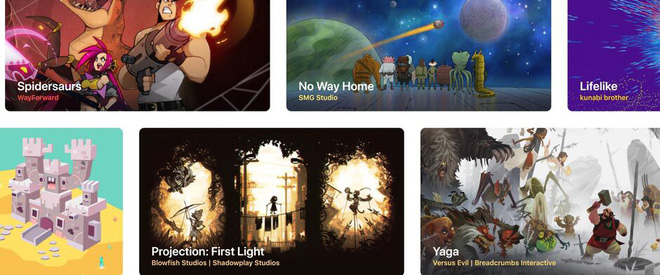 Spidersaurs
WayForward
No Way Home
SMG Studio
Lifelike
kunabi brother
Projection: First Light
Blowfish Studios | Shadowplay Studios
Yaga
Versus Evil | Breadcrumbs Interactive